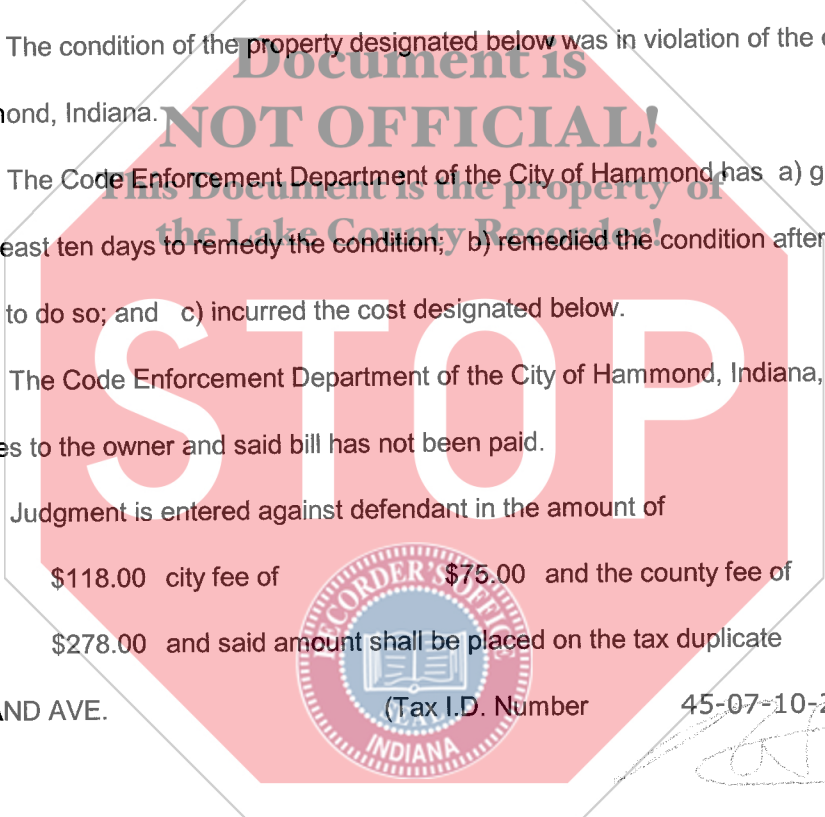 The condition of the property designated below was in violation of the
Document is
ond, Indiana.
NOT OFFICIAL!
The Code Enforcement Department of the City of Hammond has a) g
This Document is the property of
east ten days to remedy the condition; b) remedied the condition after
the Lake County Recorder!
to do so; and c) incurred the cost designated below.
STOP
The Code Enforcement Department of the City of Hammond, Indiana,
es to the owner and said bill has not been paid.
Judgment is entered against defendant in the amount of
$118.00 city fee of $75.00 and the county fee of
RECORDER'S OFFICE
$278.00 and said amount shall be placed on the tax duplicate
ND AVE. (Tax I.D. Number 45-07-10-2
SEAL
INDIANA